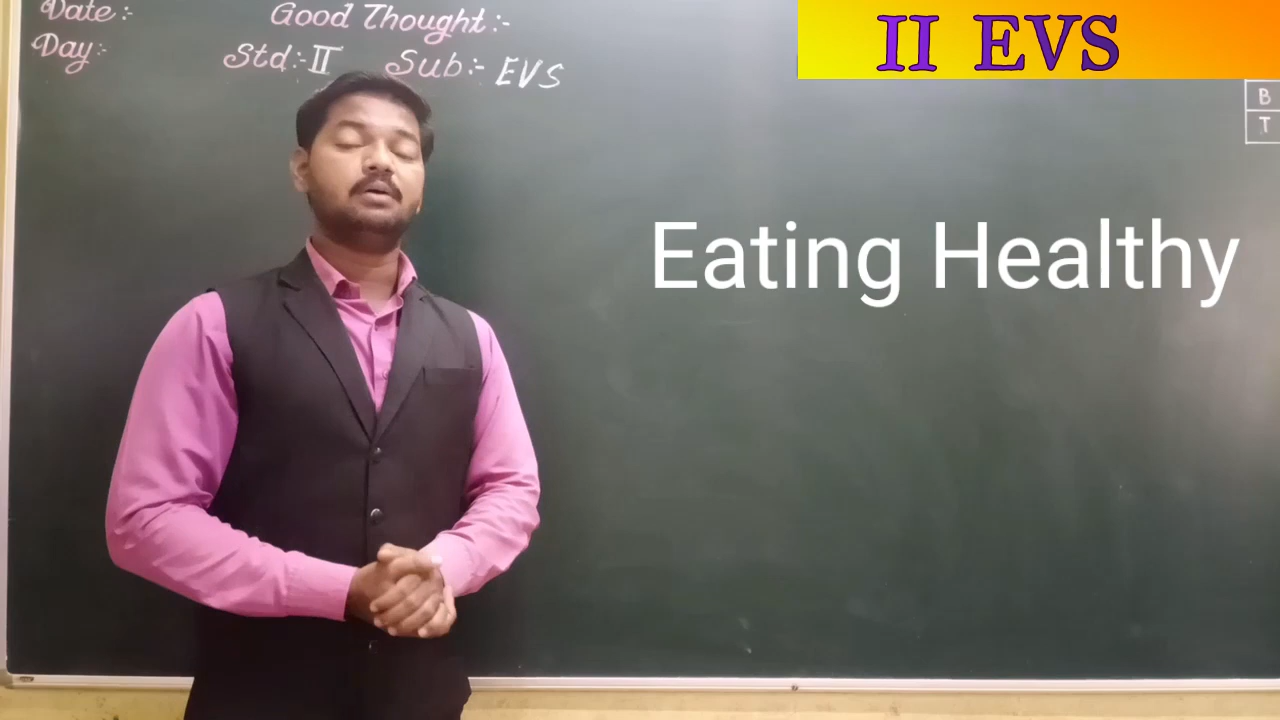 Date:-
Good Thought:-
Day:-
Std:-II
Sub:- EVS
II EVS
B
T
Eating Healthy